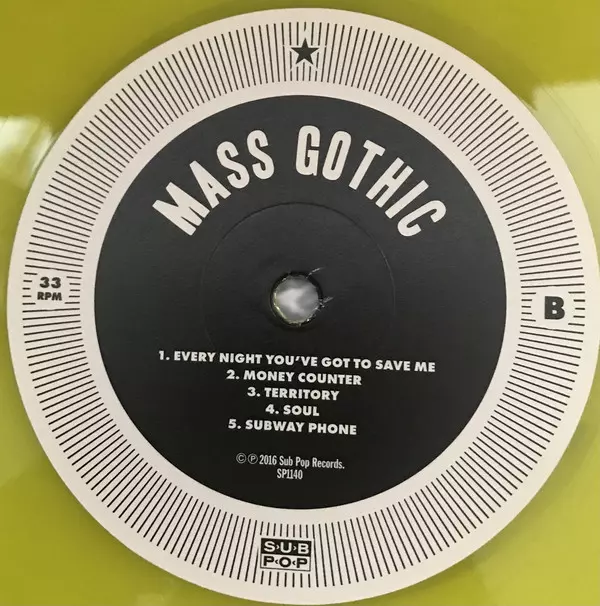 MASS GOTHIC
33
RPM
B
1. EVERY NIGHT YOU'VE GOT TO SAVE ME
2. MONEY COUNTER
3. TERRITORY
4. SOUL
5. SUBWAY PHONE
©℗ 2016 Sub Pop Records.
SP1140
SUB
POP